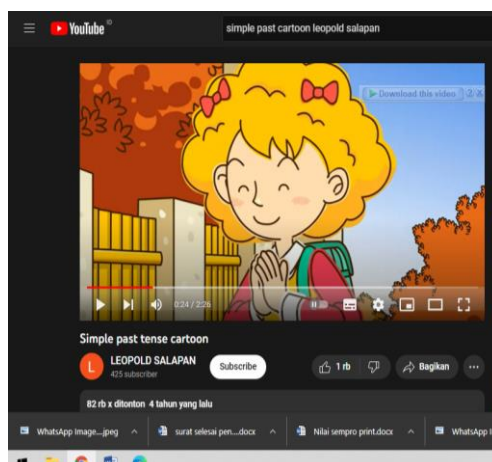 YouTube ID
simple past cartoon leopold salapan
Download this video
0:24 / 2:26
Simple past tense cartoon
L
LEOPOLD SALAPAN
425 subscriber
Subscribe
1 rb
Bagikan
82 rb x ditonton 4 tahun yang lalu
WhatsApp Image....jpeg
surat selesai pen....docx
Nilai sempro print.docx
WhatsApp I